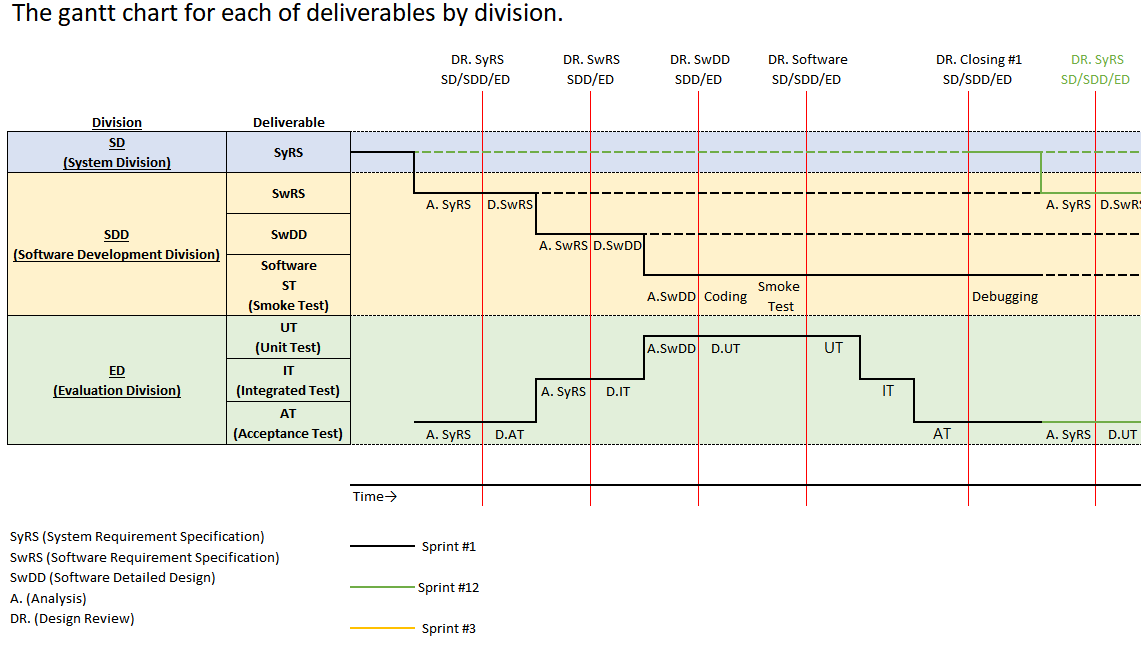 The gantt chart for each of deliverables by division.
DR. SyRS
SD/SDD/ED
DR. SwRS
SDD/ED
DR. SwDD
SDD/ED
DR. Software
SD/SDD/ED
DR. Closing #1
SD/SDD/ED
DR. SyRS
SD/SDD/ED
Division
Deliverable
SD
(System Division)
SyRS
SDD
(Software Development Division)
SwRS
A. SyRS
D.SwRS
A. SyRS
D.SwRS
SwDD
A. SwRS
D.SwDD
Software
ST
(Smoke Test)
A.SwDD
Coding
Smoke
Test
Debugging
ED
(Evaluation Division)
UT
(Unit Test)
A.SwDD
D.UT
UT
IT
(Integrated Test)
A. SyRS
D.IT
IT
AT
(Acceptance Test)
A. SyRS
D.AT
AT
A. SyRS
D.UT
Time→
SyRS (System Requirement Specification)
SwRS (Software Requirement Specification)
SwDD (Software Detailed Design)
A. (Analysis)
DR. (Design Review)
Sprint #1
Sprint #12
Sprint #3